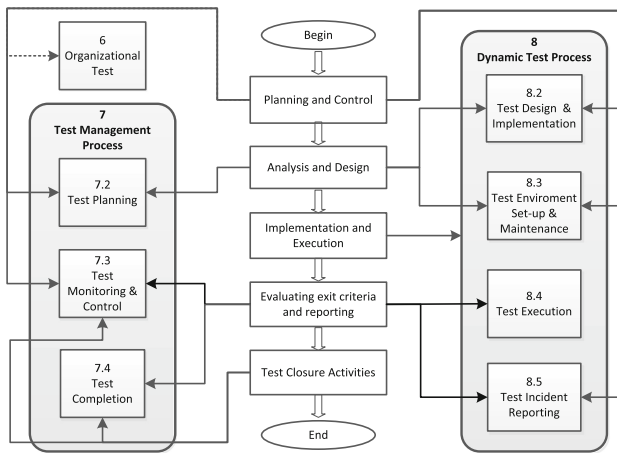 Begin
6
Organizational
Test
8
Dynamic Test Process
Planning and Control
8.2
Test Design &
Implementation
7
Test Management
Process
Analysis and Design
7.2
Test Planning
8.3
Test Enviroment
Set-up &
Maintenance
Implementation and
Execution
7.3
Test
Monitoring &
Control
Evaluating exit criteria
and reporting
8.4
Test Execution
7.4
Test
Completion
Test Closure Activities
8.5
Test Incident
Reporting
End